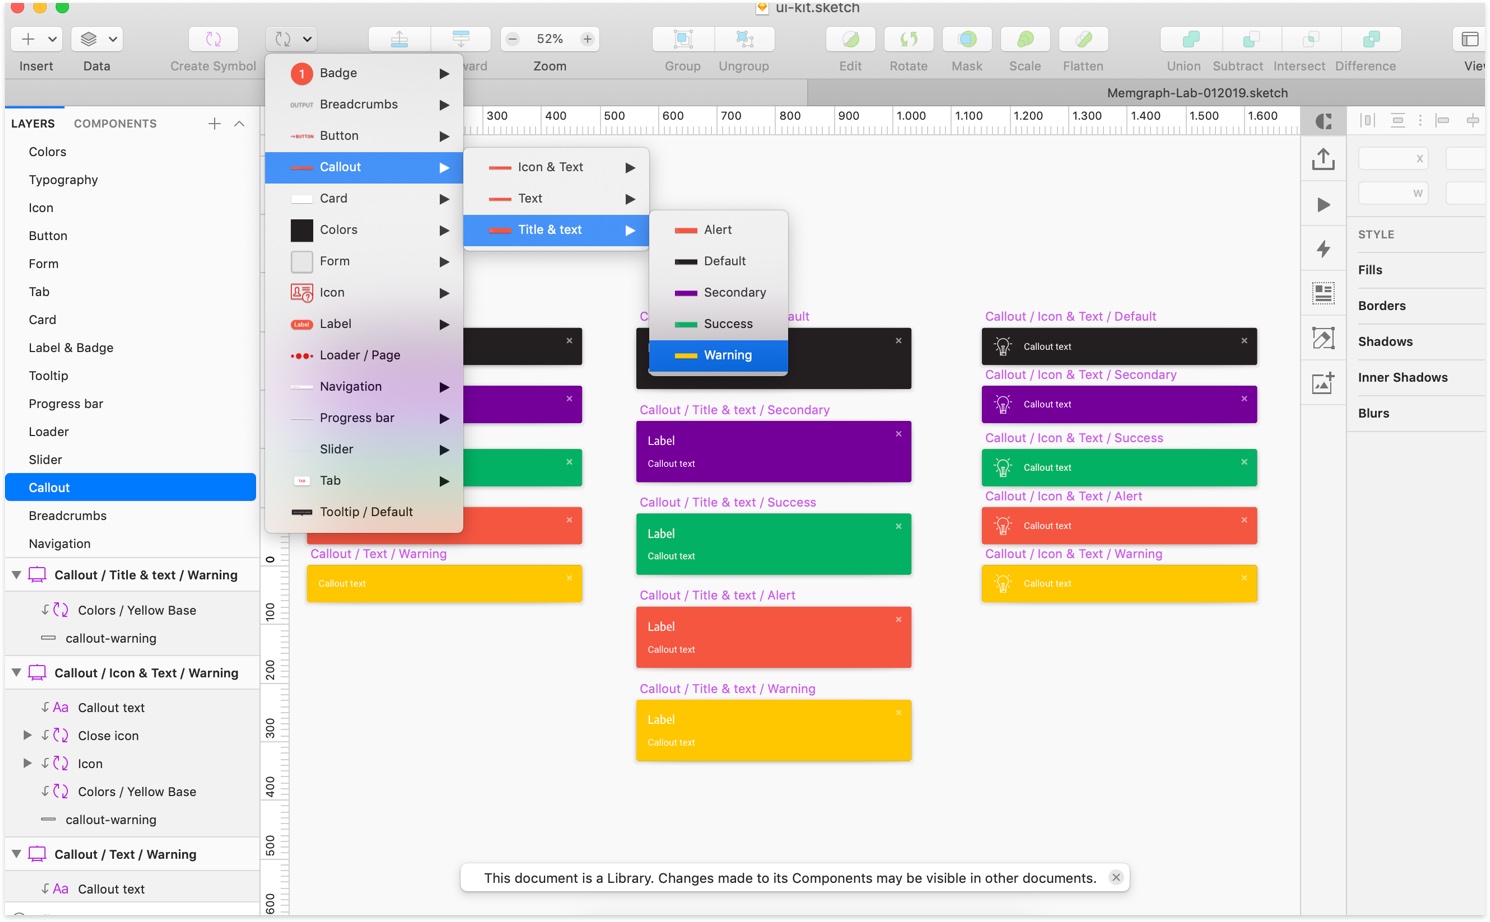 ui-kit.sketch
52%
Insert
Data
Create Symbol
ward
Zoom
Group
Ungroup
Edit
Rotate
Mask
Scale
Flatten
Union
Subtract
Intersect
Difference
View
Memgraph-Lab-012019.sketch
LAYERS
COMPONENTS
300 400 500 600 700 800 900 1.000 1.100 1.200 1.300 1.400 1.500 1.600
Colors
Typography
Icon
Button
Form
Tab
Card
Label & Badge
Tooltip
Progress bar
Loader
Slider
Callout
Breadcrumbs
Navigation
Callout / Title & text / Warning
Colors / Yellow Base
callout-warning
Callout / Icon & Text / Warning
Aa Callout text
Close icon
Icon
Colors / Yellow Base
callout-warning
Callout / Text / Warning
Aa Callout text
1 Badge
OUTPUT Breadcrumbs
BUTTON Button
Callout
Card
Colors
Form
Icon
Label Label
Loader / Page
Navigation
Progress bar
Slider
TAB Tab
Tooltip / Default
Icon & Text
Text
Title & text
Alert
Default
Secondary
Success
Warning
0
100
200
300
400
500
600
Callout / Text / Warning
Callout text
C
ault
Callout / Title & text / Secondary
Label
Callout text
Callout / Title & text / Success
Label
Callout text
Callout / Title & text / Alert
Label
Callout text
Callout / Title & text / Warning
Label
Callout text
Callout / Icon & Text / Default
Callout text
Callout / Icon & Text / Secondary
Callout text
Callout / Icon & Text / Success
Callout text
Callout / Icon & Text / Alert
Callout text
Callout / Icon & Text / Warning
Callout text
X
W
STYLE
Fills
Borders
Shadows
Inner Shadows
Blurs
This document is a Library. Changes made to its Components may be visible in other documents.